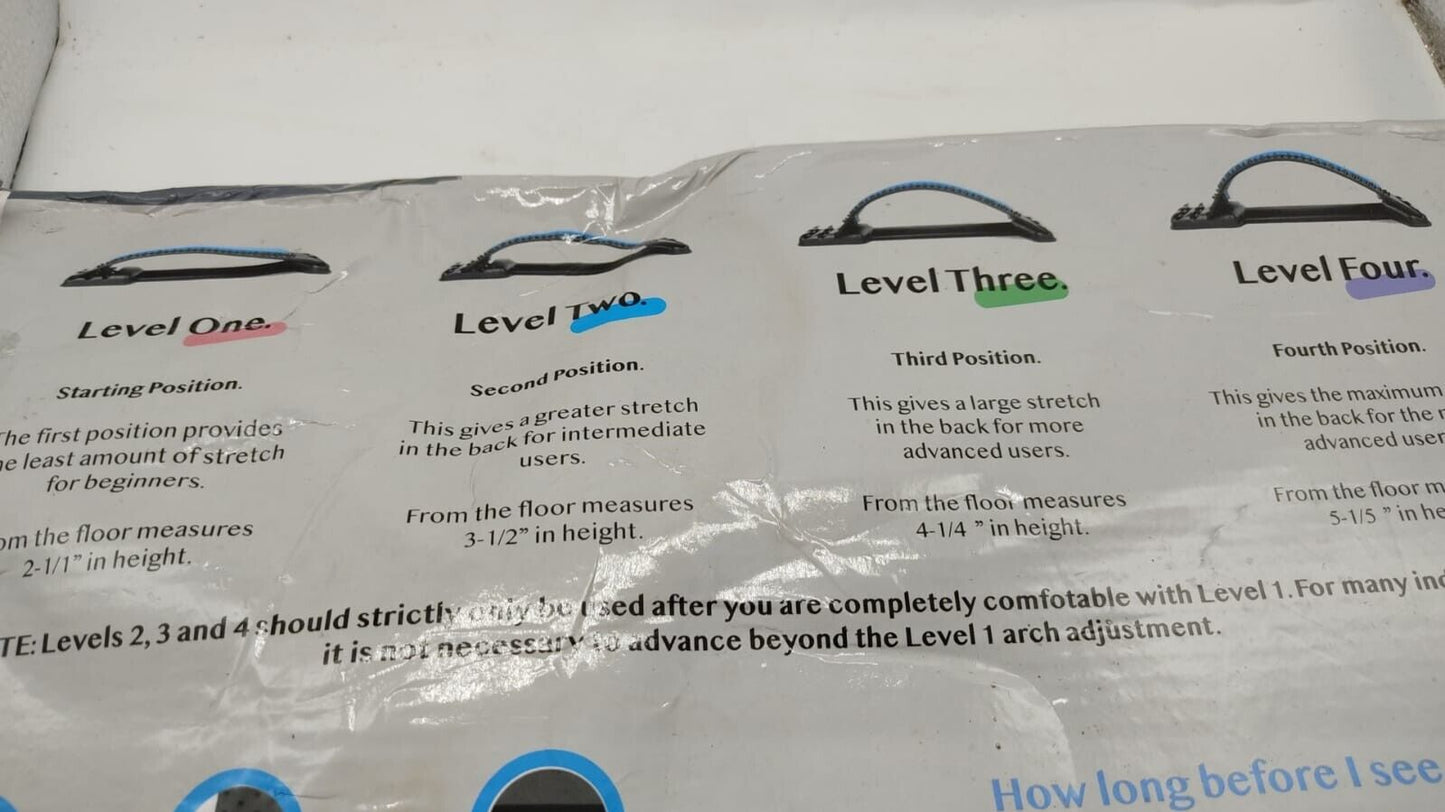 Level One.
Starting Position.
The first position provides
the least amount of stretch
for beginners.
om the floor measures
2-1/1" in height.
Level Two.
Second Position.
This gives a greater stretch
in the back for intermediate
users.
From the floor measures
3-1/2" in height.
Level Three.
Third Position.
This gives a large stretch
in the back for more
advanced users.
From the floor measures
4-1/4 " in height.
Level Four.
Fourth Position.
This gives the maximum
in the back for the
advanced user
From the floor m
5-1/5 " in he
TE: Levels 2, 3 and 4 should strictly only be used after you are completely comfotable with Level 1. For many ind
it is not necessary to advance beyond the Level 1 arch adjustment.
How long before I see